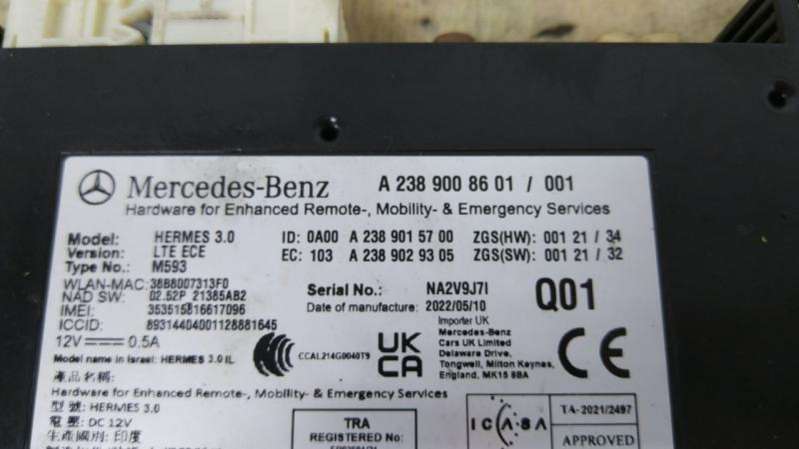 Mercedes-Benz A 238 900 86 01 / 001
Hardware for Enhanced Remote-, Mobility- & Emergency Services
Model: HERMES 3.0 ID: 0A00 A 238 901 57 00 ZGS(HW): 001 21 / 34
Version: LTE ECE EC: 103 A 238 902 93 05 ZGS(SW): 001 21 / 32
Type No.: M593
WLAN-MAC: 38B8007313F0 Serial No.: NA2V9J7I Q01
NAD SW: 02.52P 21385AB2 Date of manufactor: 2022/05/10
IMEI: 353515816617096
ICCID: 89314404001128881645
12V 0.5A
Importer UK
Mercedes-Benz
Cars UK Limited
Delaware Drive,
Tongwell, Milton Keynes,
England, MK15 8BA
CCAL214G0040T9 UK CA CE
Model name in Israel: HERMES 3.0 IL
產品名稱:
Hardware for Enhanced Remote-, Mobility- & Emergency Services
型號: HERMES 3.0
電壓: DC 12V
生產國別: 印度
TRA
REGISTERED No:
ICASA
TA-2021/2497
APPROVED